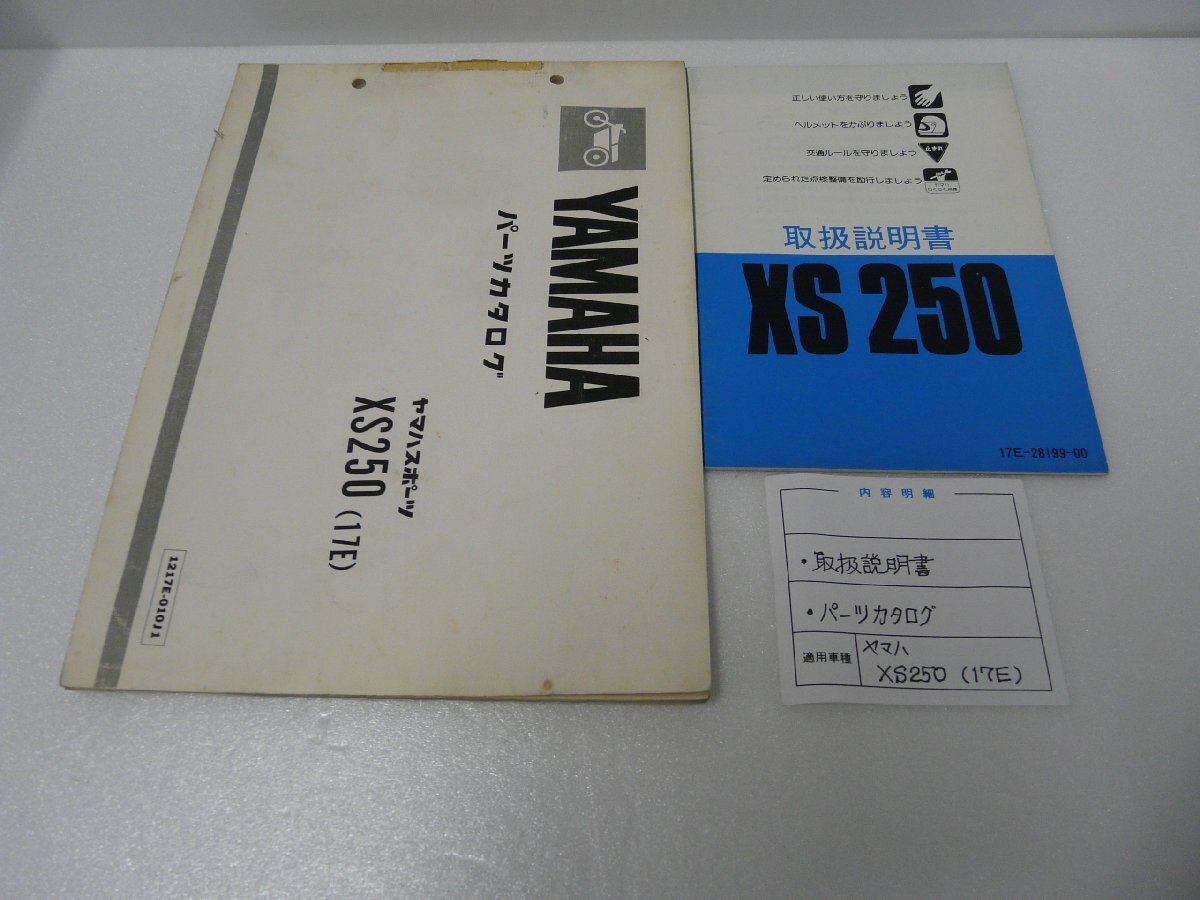 YAMAHA
パーツカタログ
ヤマハスポーツ
XS250 (17E)
1217E-010J1
正しい使い方を守りましょう
ヘルメットをかぶりましょう
交通ルールを守りましょう
止まれ
定められた点検整備を励行しましょう
取扱説明書
XS 250
17E-28199-00
内容明細
・取扱説明書
・パーツカタログ
適用車種
ヤマハ
XS250 (17E)